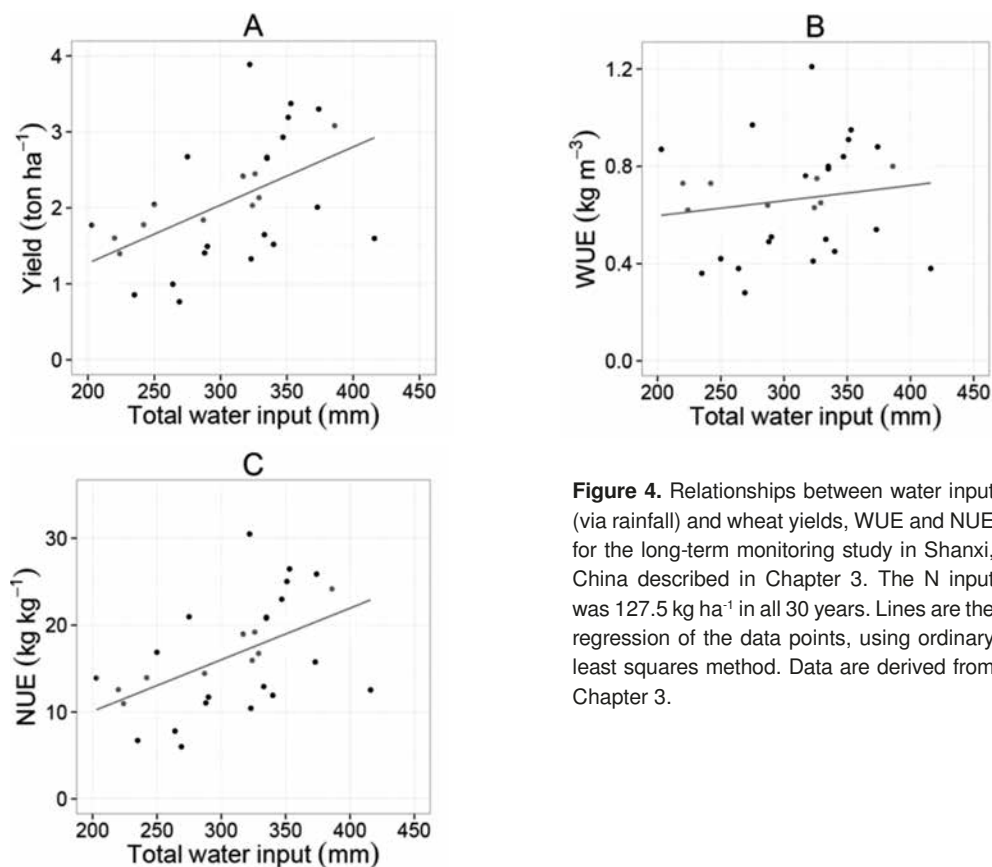 A
Yield (ton ha⁻¹)
4
3
2
1
0
200 250 300 350 400 450
Total water input (mm)
B
WUE (kg m⁻³)
1.2
0.8
0.4
0.0
200 250 300 350 400 450
Total water input (mm)
C
NUE (kg kg⁻¹)
30
20
10
0
200 250 300 350 400 450
Total water input (mm)
Figure 4. Relationships between water input
(via rainfall) and wheat yields, WUE and NUE
for the long-term monitoring study in Shanxi,
China described in Chapter 3. The N input
was 127.5 kg ha⁻¹ in all 30 years. Lines are the
regression of the data points, using ordinary
least squares method. Data are derived from
Chapter 3.